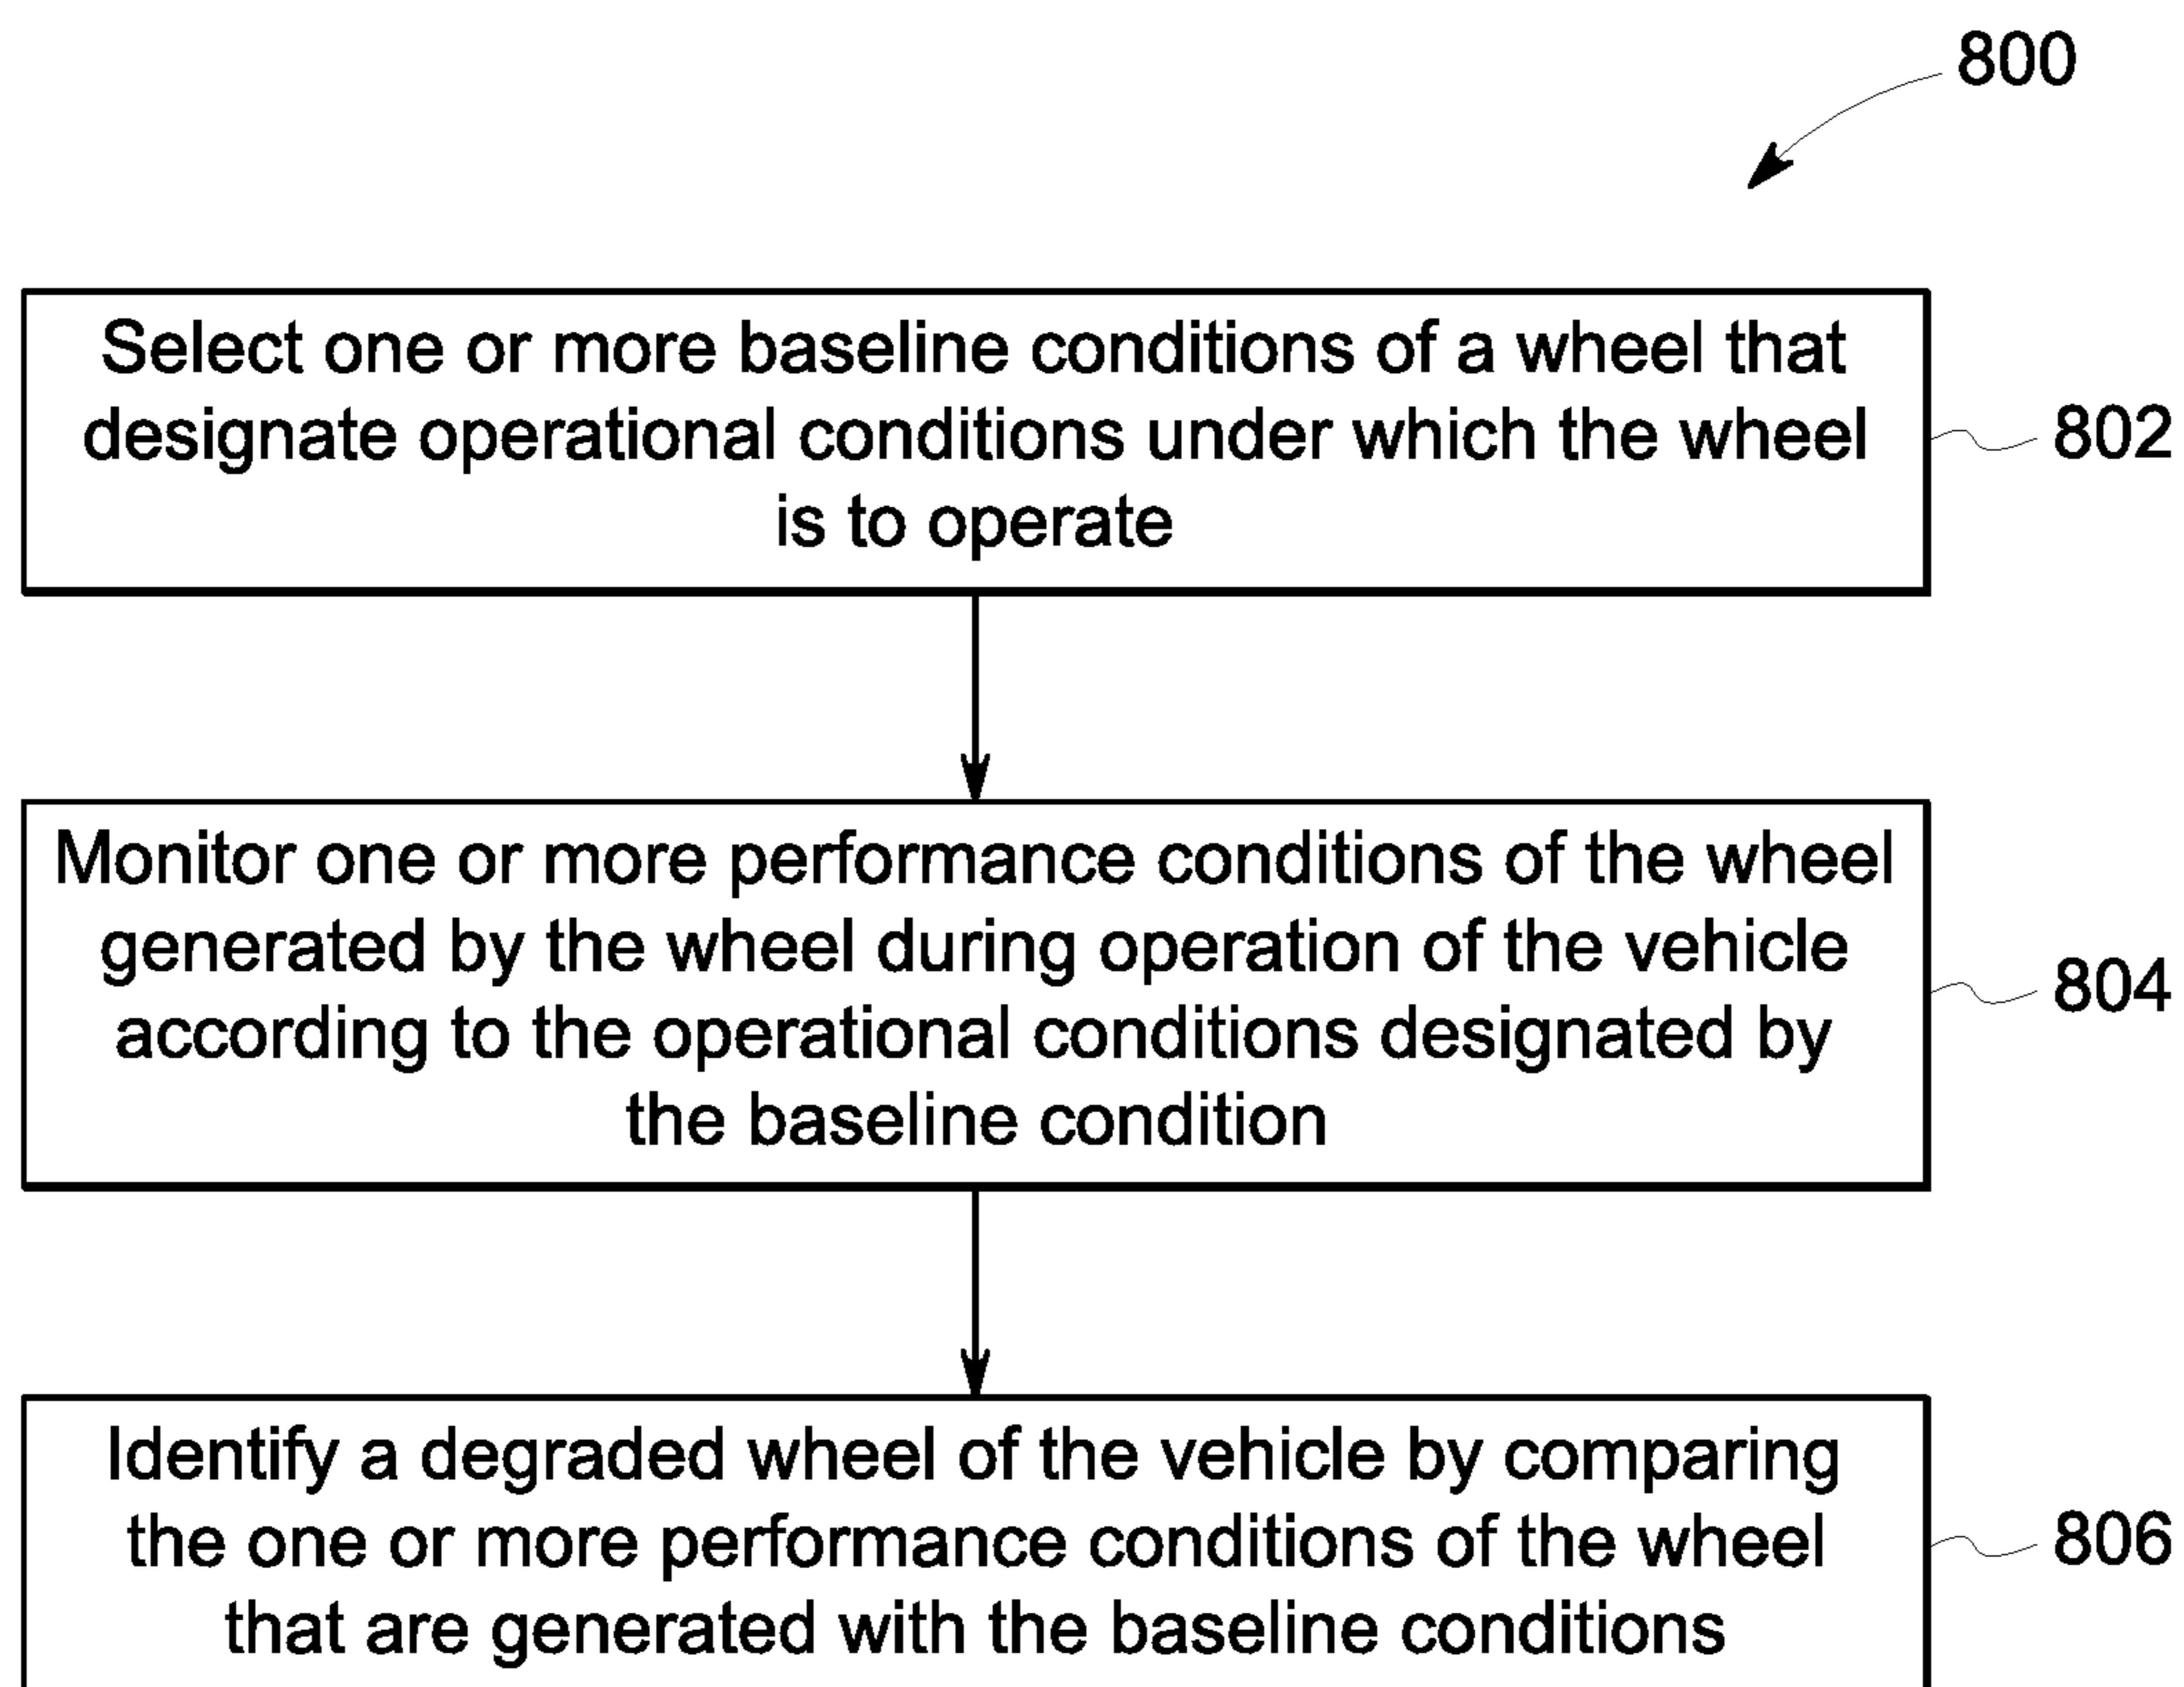 800
Select one or more baseline conditions of a wheel that
designate operational conditions under which the wheel
is to operate
802
Monitor one or more performance conditions of the wheel
generated by the wheel during operation of the vehicle
according to the operational conditions designated by
the baseline condition
804
Identify a degraded wheel of the vehicle by comparing
the one or more performance conditions of the wheel
that are generated with the baseline conditions
806